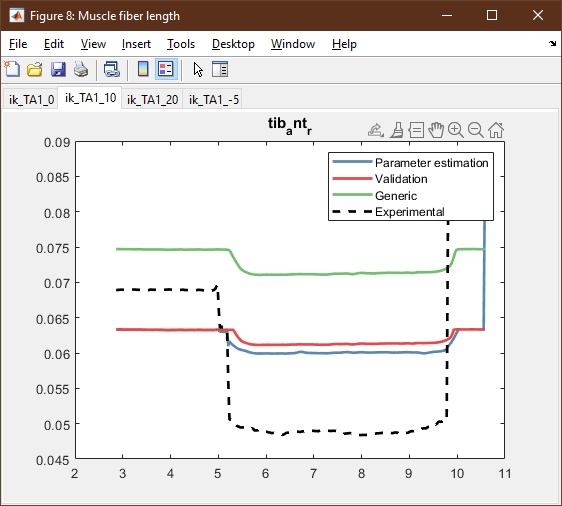 Figure 8: Muscle fiber length
File Edit View Insert Tools Desktop Window Help
ik_TA1_0 ik_TA1_10 ik_TA1_20 ik_TA1_-5
tib_ant_r
0.09
0.085
0.08
0.075
0.07
0.065
0.06
0.055
0.05
0.045
Parameter estimation
Validation
Generic
Experimental
2 3 4 5 6 7 8 9 10 11